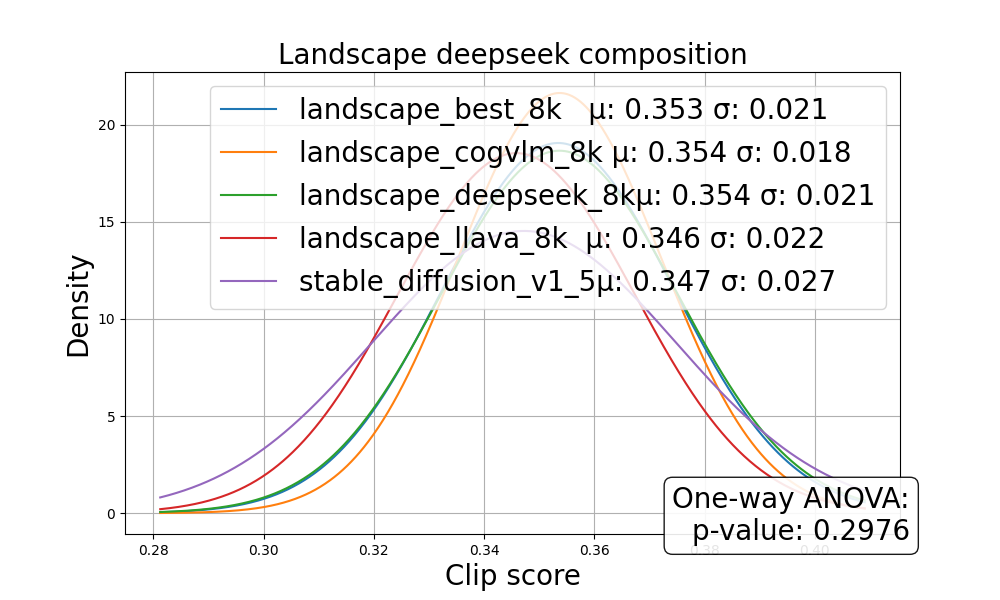 Landscape deepseek composition
landscape_best_8k μ: 0.353 σ: 0.021
landscape_cogvlm_8k μ: 0.354 σ: 0.018
landscape_deepseek_8kμ: 0.354 σ: 0.021
landscape_llava_8k μ: 0.346 σ: 0.022
stable_diffusion_v1_5μ: 0.347 σ: 0.027
Density
20
15
10
5
0
One-way ANOVA:
p-value: 0.2976
0.28 0.30 0.32 0.34 0.36 0.38 0.40
Clip score